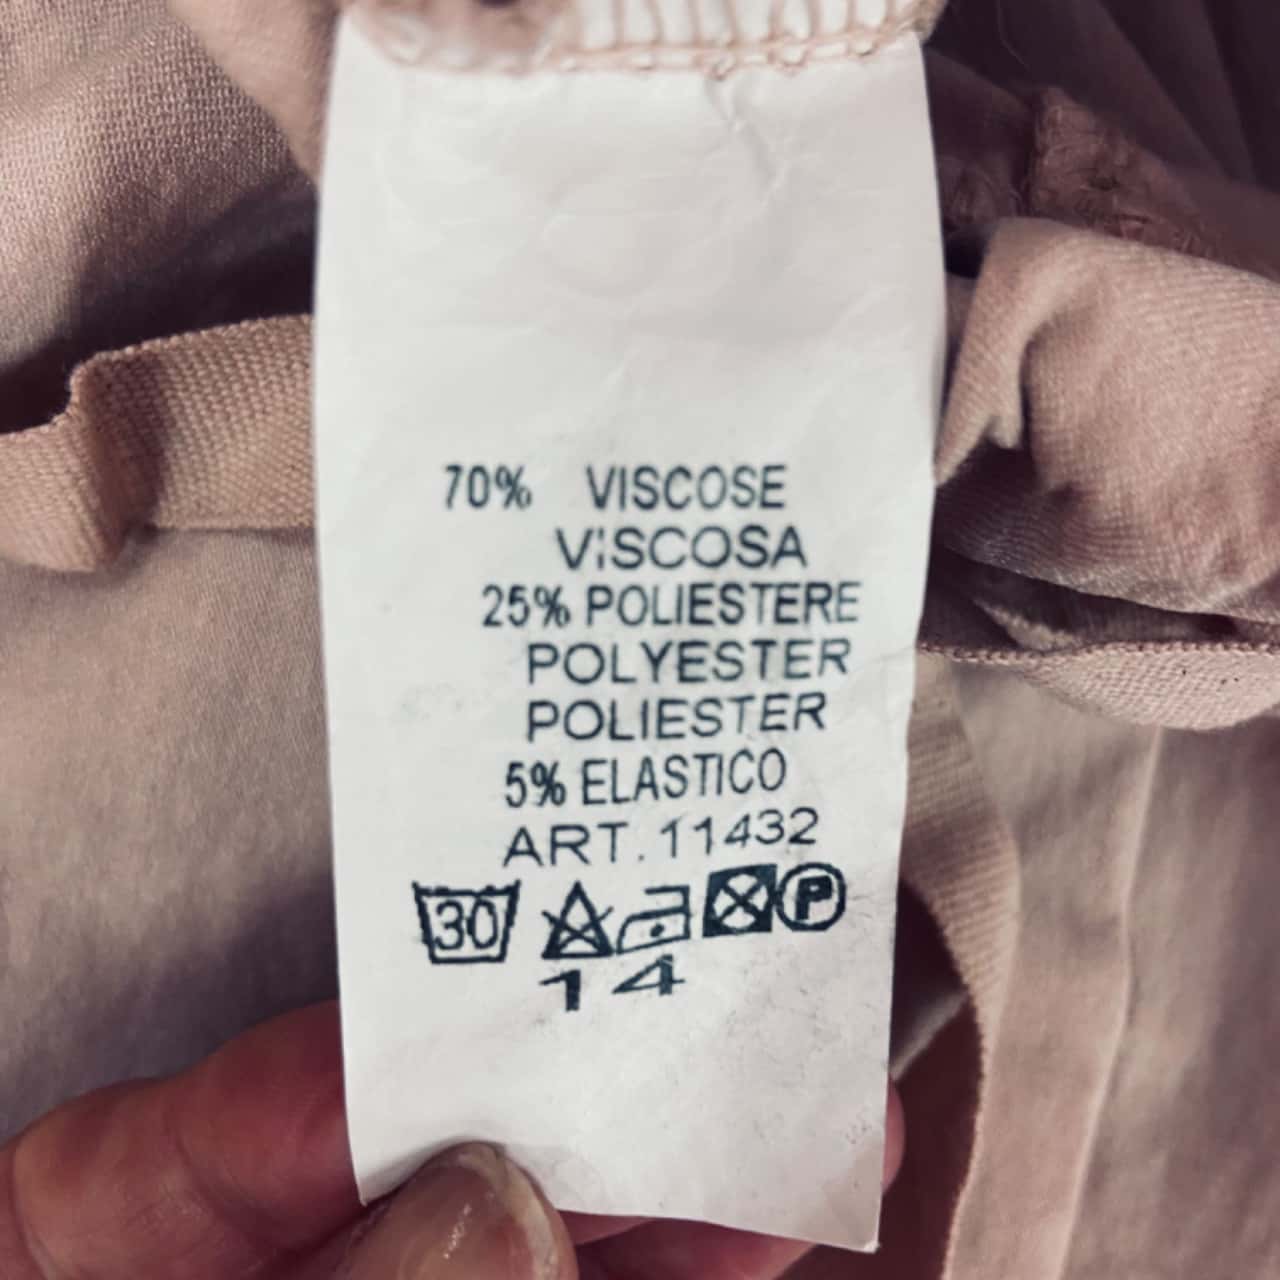 70% VISCOSE
ViSCOSA
25% POLIESTERE
POLYESTER
POLIESTER
5% ELASTICO
ART. 11432
30 P
14